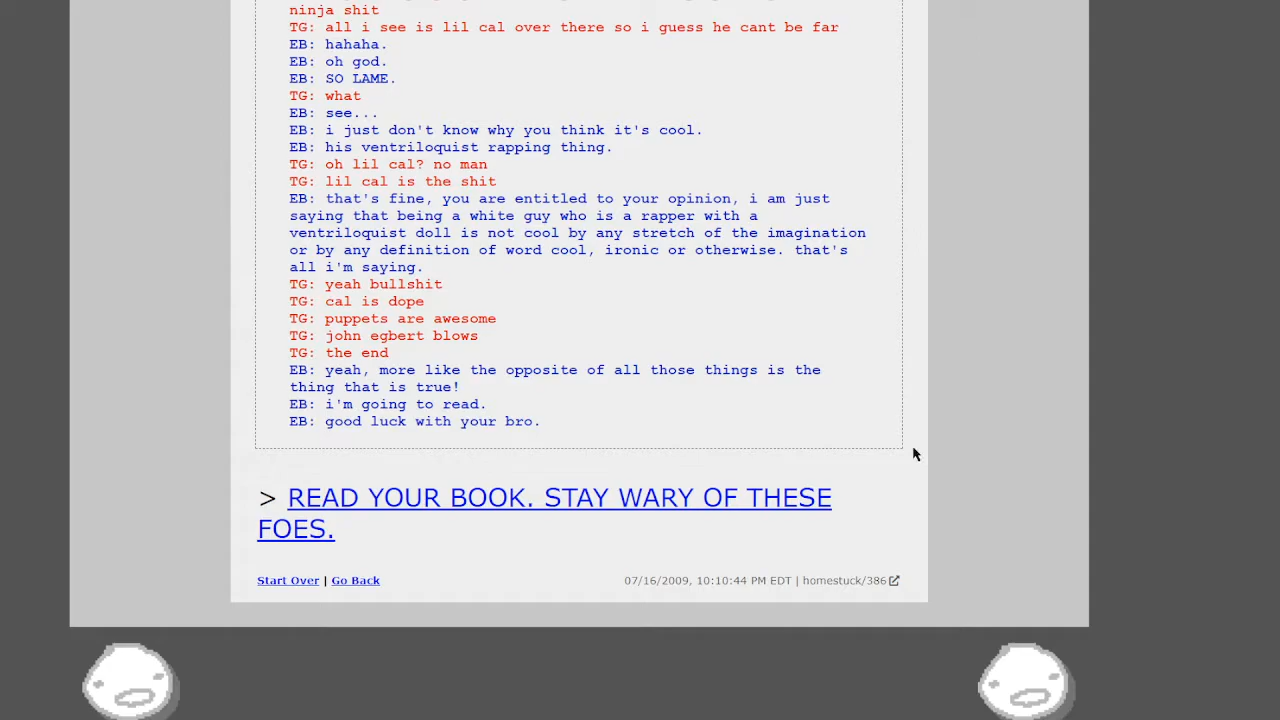 ninja shit
TG: all i see is lil cal over there so i guess he cant be far
EB: hahaha.
EB: oh god.
EB: SO LAME.
TG: what
EB: see...
EB: i just don't know why you think it's cool.
EB: his ventriloquist rapping thing.
TG: oh lil cal? no man
TG: lil cal is the shit
EB: that's fine, you are entitled to your opinion, i am just
saying that being a white guy who is a rapper with a
ventriloquist doll is not cool by any stretch of the imagination
or by any definition of word cool, ironic or otherwise. that's
all i'm saying.
TG: yeah bullshit
TG: cal is dope
TG: puppets are awesome
TG: john egbert blows
TG: the end
EB: yeah, more like the opposite of all those things is the
thing that is true!
EB: i'm going to read.
EB: good luck with your bro.
> READ YOUR BOOK. STAY WARY OF THESE
FOES.
Start Over | Go Back 07/16/2009, 10:10:44 PM EDT | homestuck/386